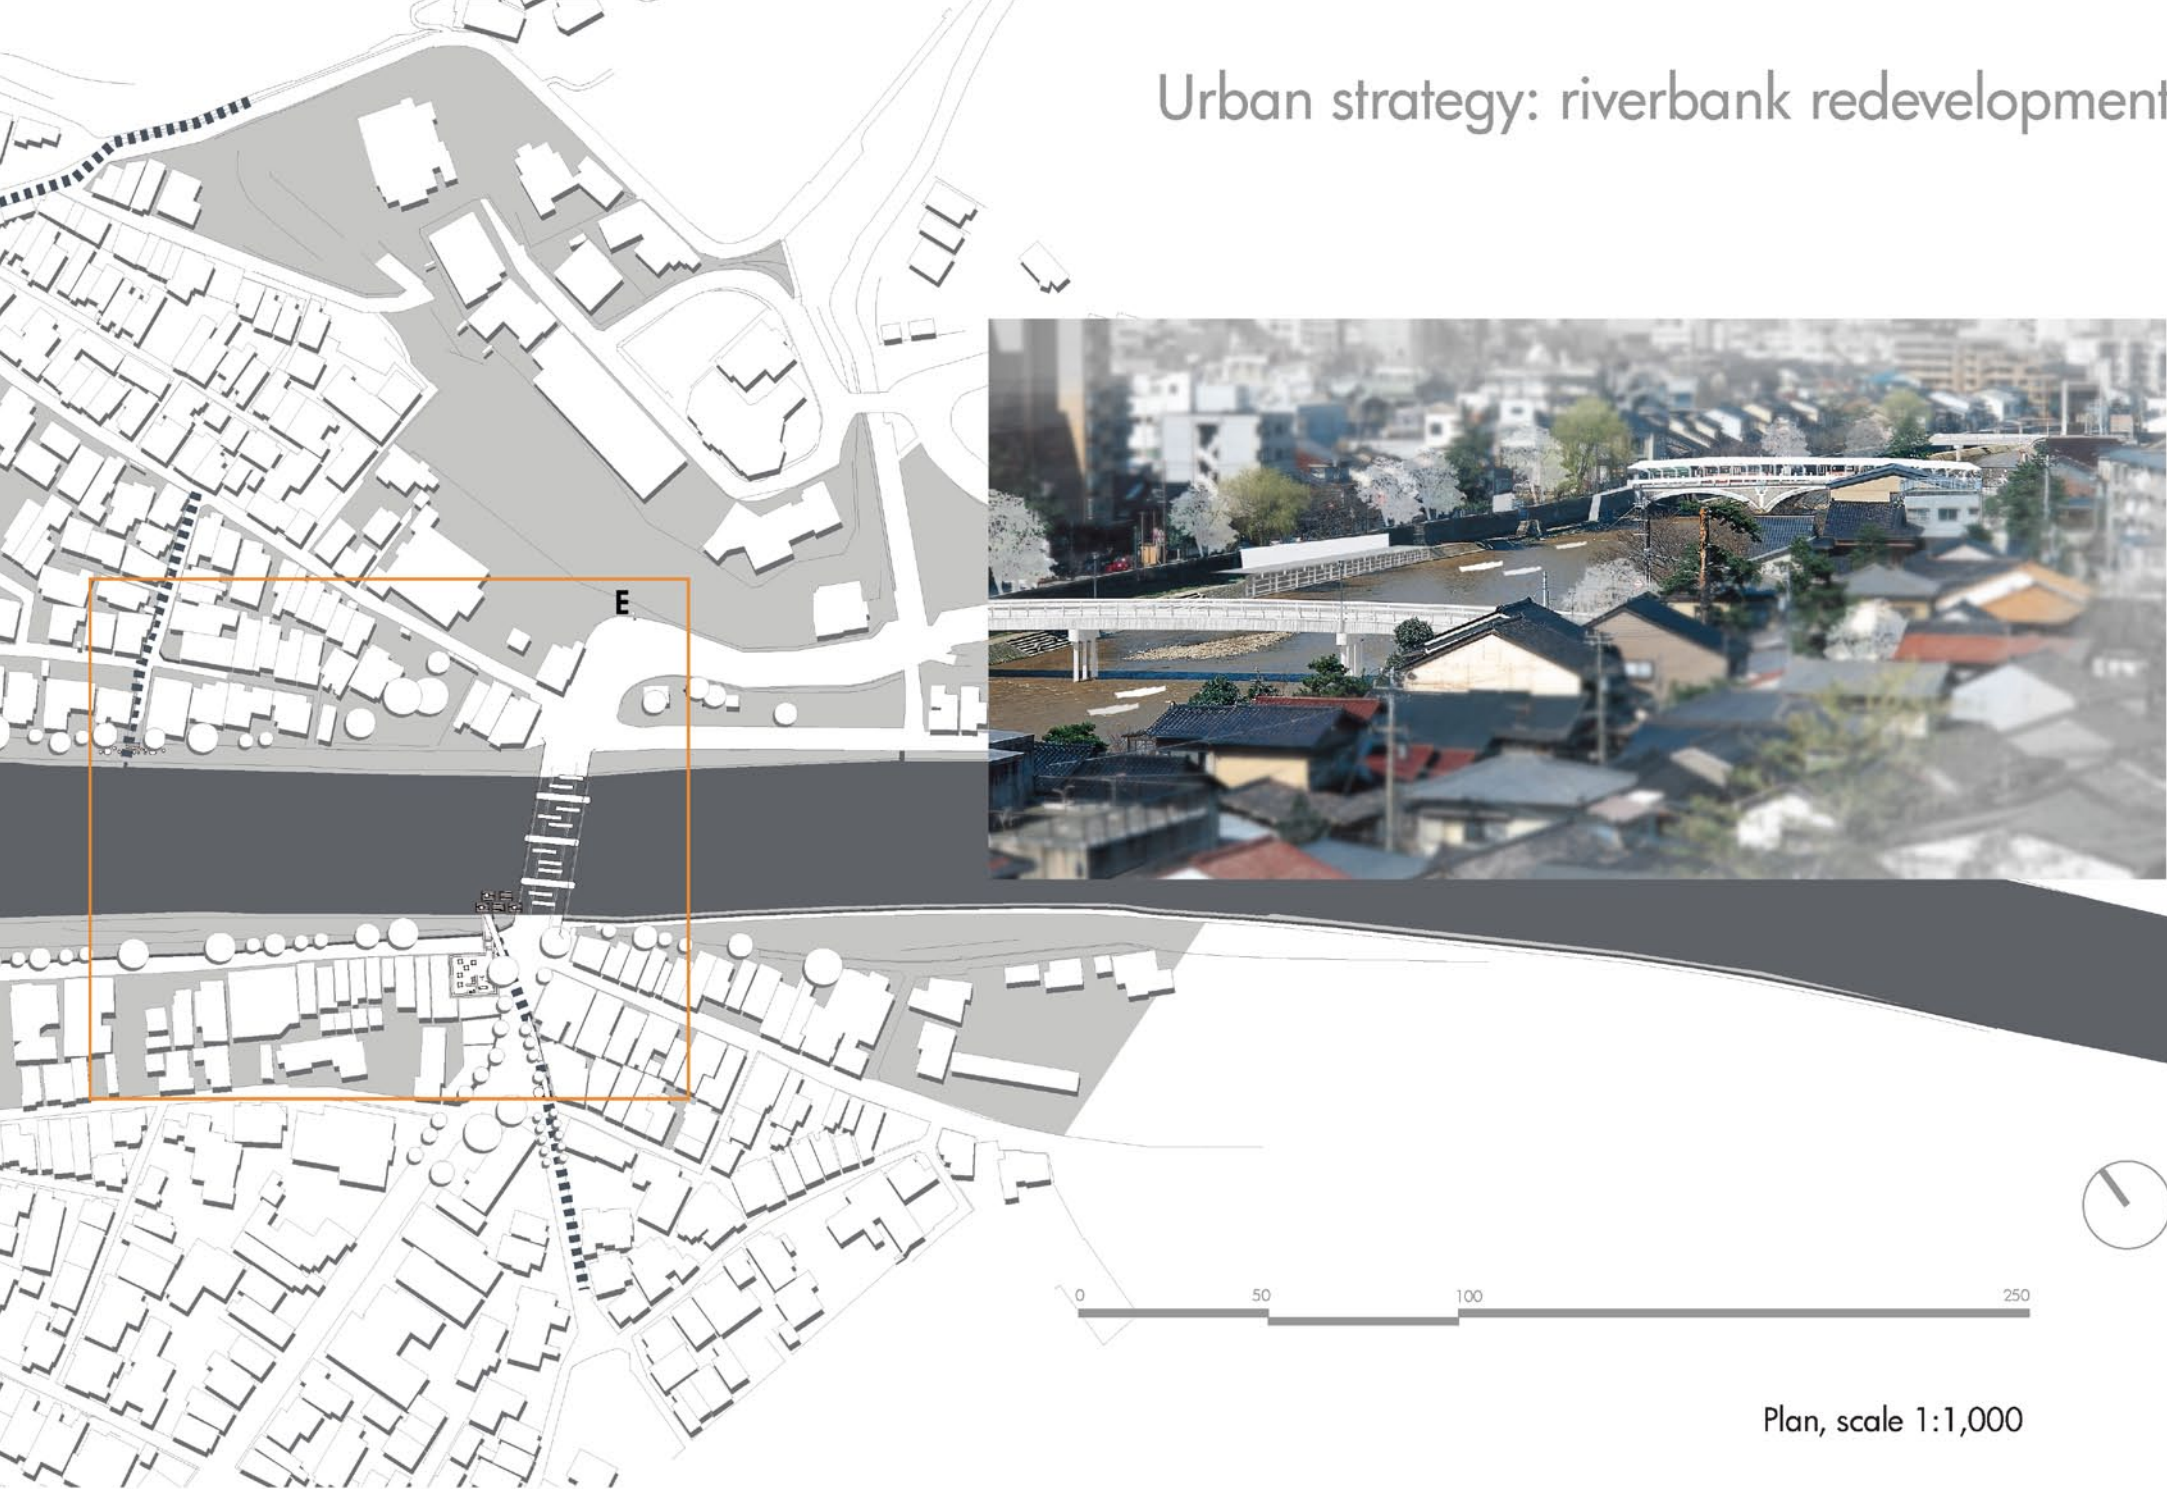 Urban strategy: riverbank redevelopment
E
0 50 100 250
Plan, scale 1:1,000